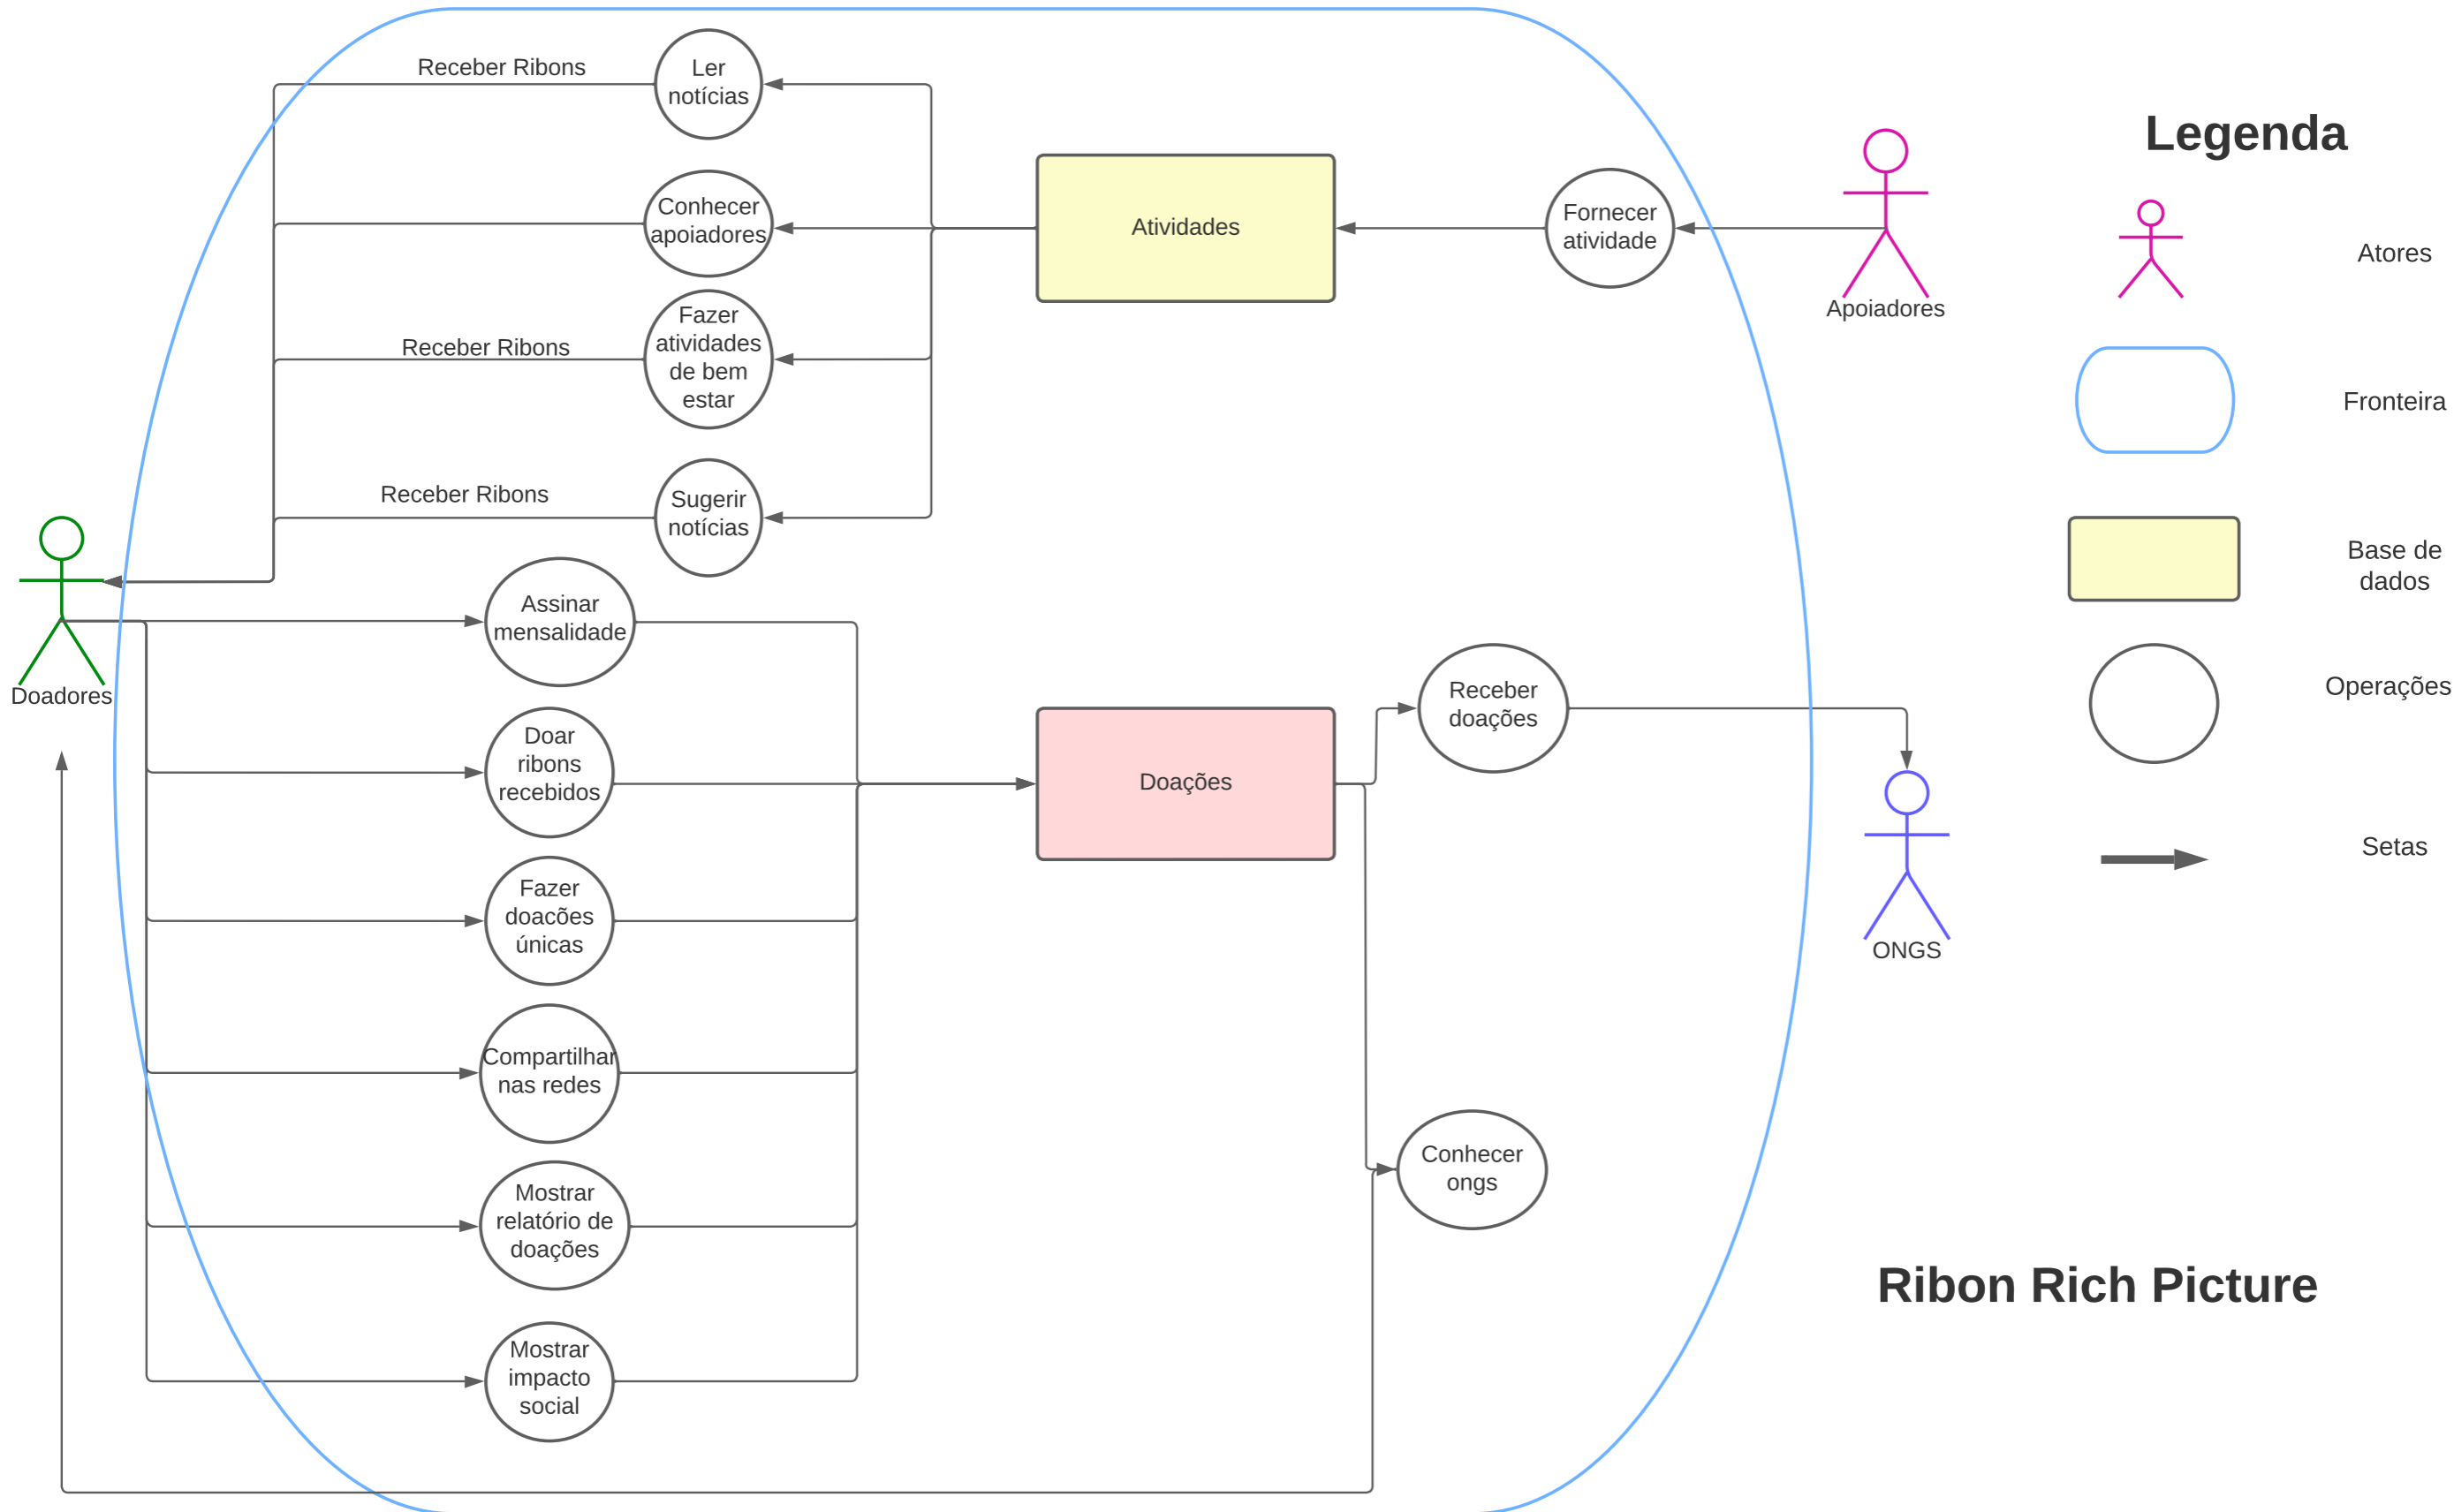 Receber Ribons
Ler
notícias
Conhecer
apoiadores
Receber Ribons
Fazer
atividades
de bem
estar
Receber Ribons
Sugerir
notícias
Atividades
Fornecer
atividade
Apoiadores
Doadores
Assinar
mensalidade
Doar
ribons
recebidos
Fazer
doacões
únicas
Compartilhar
nas redes
Mostrar
relatório de
doações
Mostrar
impacto
social
Doações
Receber
doações
Conhecer
ongs
ONGS
Legenda
Atores
Fronteira
Base de
dados
Operações
Setas
Ribon Rich Picture